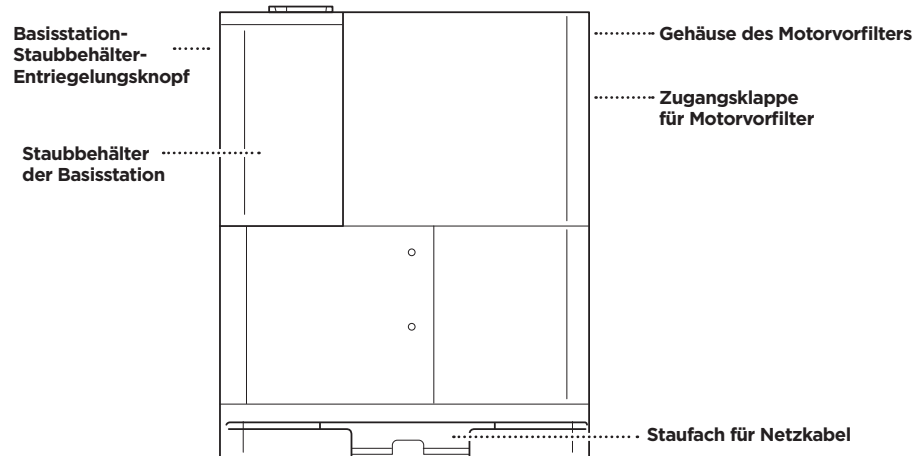 Basisstation-
Staubbehälter-
Entriegelungsknopf
Gehäuse des Motorvorfilters
Zugangsklappe
für Motorvorfilter
Staubbehälter
der Basisstation
Staufach für Netzkabel